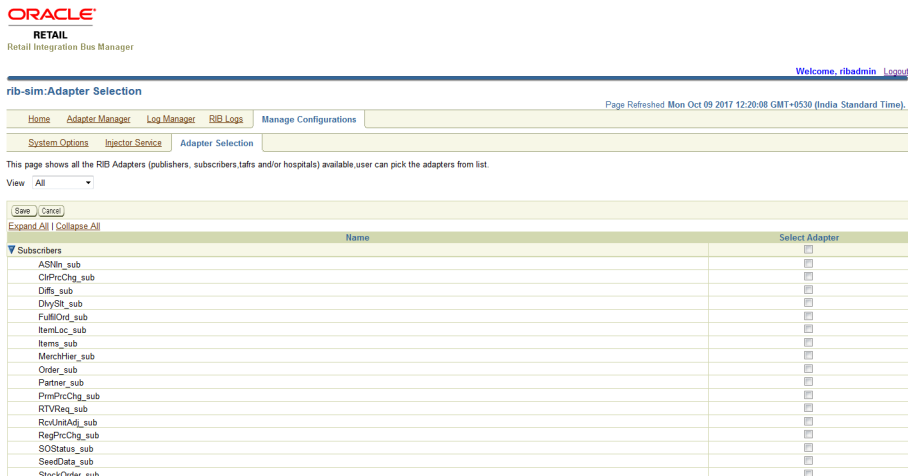 ORACLE®
RETAIL
Retail Integration Bus Manager
Welcome, ribadmin Logout
rib-sim:Adapter Selection
Page Refreshed Mon Oct 09 2017 12:20:08 GMT+0530 (India Standard Time).
Home Adapter Manager Log Manager RIB Logs Manage Configurations
System Options Injector Service Adapter Selection
This page shows all the RIB Adapters (publishers, subscribers,tafrs and/or hospitals) available,user can pick the adapters from list.
View All
Save Cancel
Expand All | Collapse All
Name Select Adapter
Subscribers
ASNIn_sub
ClrPrcChg_sub
Diffs_sub
DlvySlt_sub
FulfilOrd_sub
ItemLoc_sub
Items_sub
MerchHier_sub
Order_sub
Partner_sub
PrmPrcChg_sub
RTVReq_sub
RcvUnitAdj_sub
RegPrcChg_sub
SOStatus_sub
SeedData_sub
StockOrder_sub